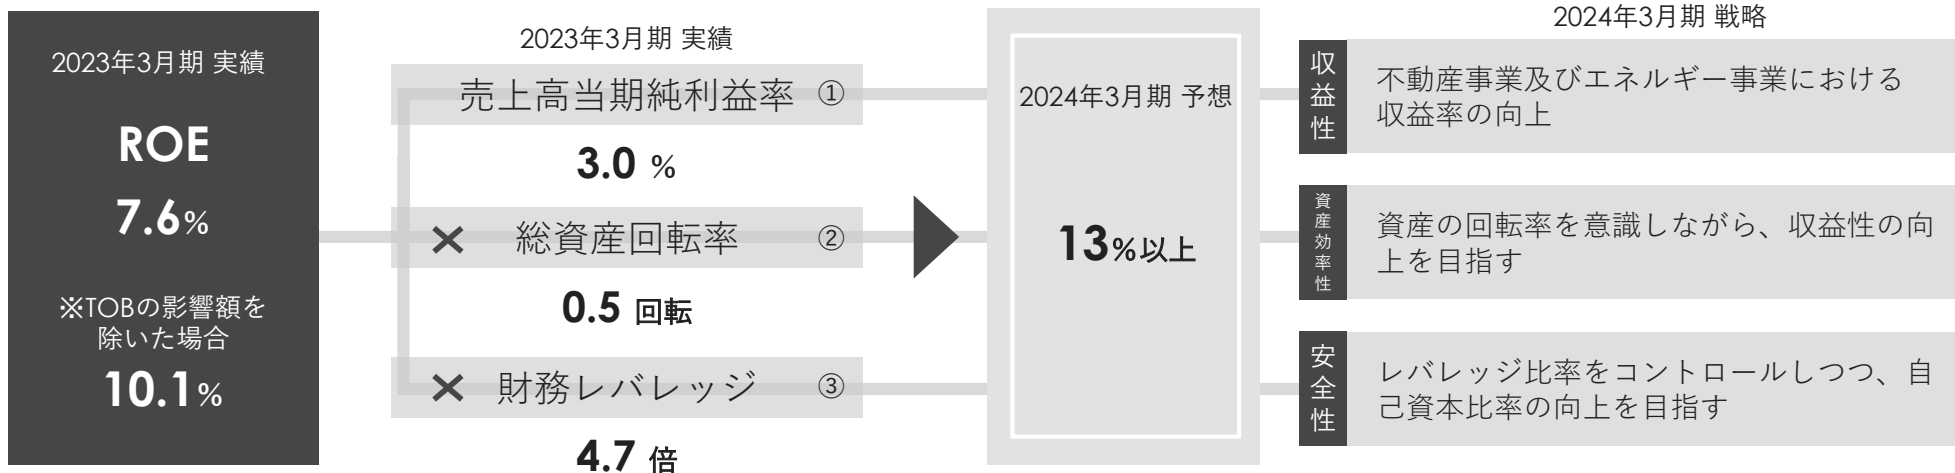 2023年3月期 実績
ROE
7.6%
※TOBの影響額を
除いた場合
10.1%
2023年3月期 実績
売上高当期純利益率 ①
3.0 %
× 総資産回転率 ②
0.5 回転
× 財務レバレッジ ③
4.7 倍
2024年3月期 予想
13%以上
2024年3月期 戦略
収益性
不動産事業及びエネルギー事業における
収益率の向上
資産効率性
資産の回転率を意識しながら、収益性の向
上を目指す
安全性
レバレッジ比率をコントロールしつつ、自
己資本比率の向上を目指す